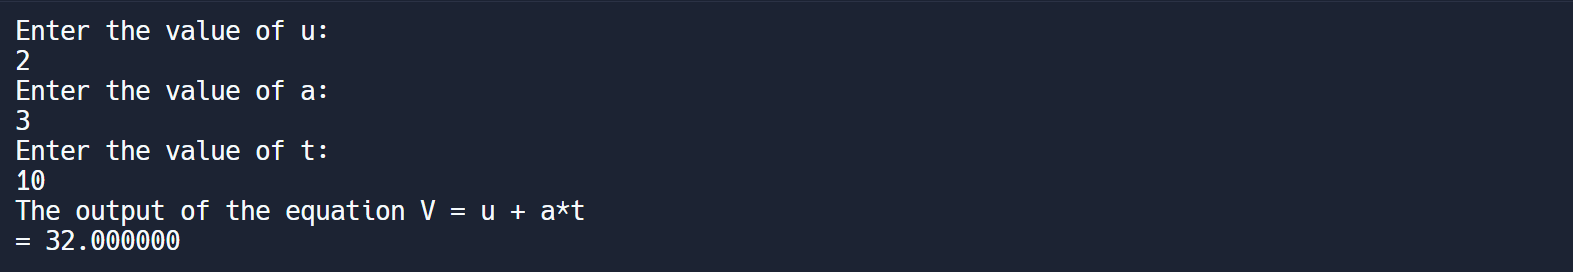 Enter the value of u:
2
Enter the value of a:
3
Enter the value of t:
10
The output of the equation V = u + a*t
= 32.000000